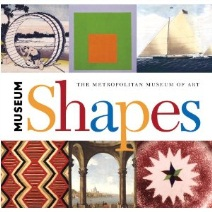 THE METROPOLITAN MUSEUM OF ART
MUSEUM
Shapes